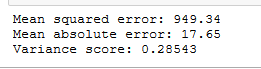 Mean squared error: 949.34
Mean absolute error: 17.65
Variance score: 0.28543